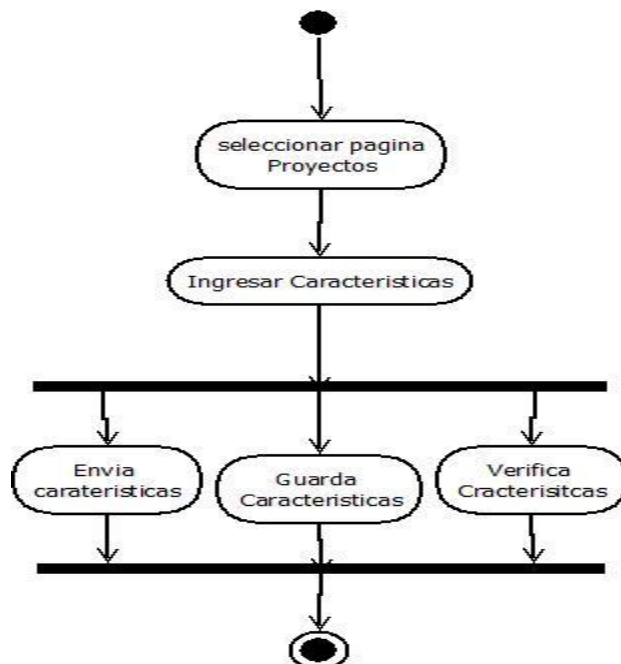 seleccionar pagina
Proyectos
Ingresar Caracteristicas
Envia
carateristicas
Guarda
Caracteristicas
Verifica
Cracterisitcas